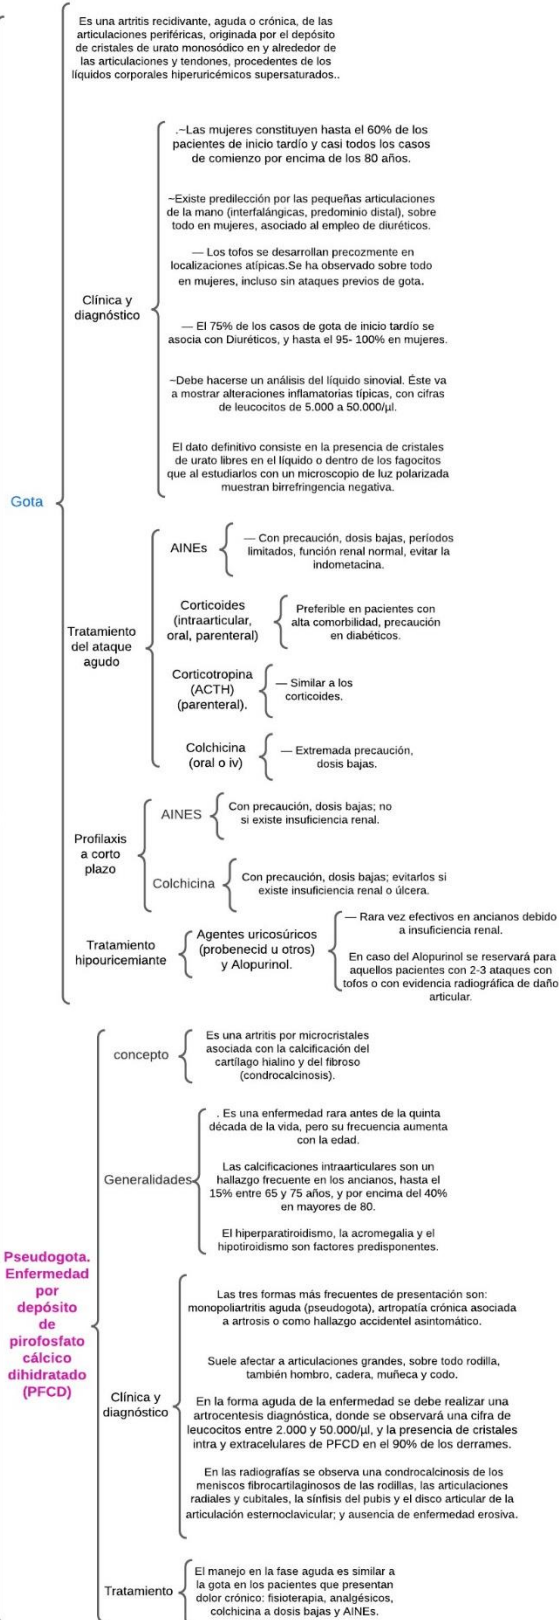 Es una artritis recidivante, aguda o crónica, de las
articulaciones periféricas, originada por el depósito
de cristales de urato monosódico en y alrededor de
las articulaciones y tendones, procedentes de los
líquidos corporales hiperuricémicos supersaturados..
Gota
Clínica y
diagnóstico
.~Las mujeres constituyen hasta el 60% de los
pacientes de inicio tardío y casi todos los casos
de comienzo por encima de los 80 años.
~Existe predilección por las pequeñas articulaciones
de la mano (interfalángicas, predominio distal), sobre
todo en mujeres, asociado al empleo de diuréticos.
— Los tofos se desarrollan precozmente en
localizaciones atípicas.Se ha observado sobre todo
en mujeres, incluso sin ataques previos de gota.
— El 75% de los casos de gota de inicio tardío se
asocia con Diuréticos, y hasta el 95- 100% en mujeres.
~Debe hacerse un análisis del líquido sinovial. Éste va
a mostrar alteraciones inflamatorias típicas, con cifras
de leucocitos de 5.000 a 50.000/µl.
El dato definitivo consiste en la presencia de cristales
de urato libres en el líquido o dentro de los fagocitos
que al estudiarlos con un microscopio de luz polarizada
muestran birrefringencia negativa.
Tratamiento
del ataque
agudo
AINEs
— Con precaución, dosis bajas, períodos
limitados, función renal normal, evitar la
indometacina.
Corticoides
(intraarticular,
oral, parenteral)
Preferible en pacientes con
alta comorbilidad, precaución
en diabéticos.
Corticotropina
(ACTH)
(parenteral).
— Similar a los
corticoides.
Colchicina
(oral o iv)
— Extremada precaución,
dosis bajas.
Profilaxis
a corto
plazo
AINES
Con precaución, dosis bajas; no
si existe insuficiencia renal.
Colchicina
Con precaución, dosis bajas; evitarlos si
existe insuficiencia renal o úlcera.
Tratamiento
hipouricemiante
Agentes uricosúricos
(probenecid u otros)
y Alopurinol.
— Rara vez efectivos en ancianos debido
a insuficiencia renal.
En caso del Alopurinol se reservará para
aquellos pacientes con 2-3 ataques con
tofos o con evidencia radiográfica de daño
articular.
Pseudogota.
Enfermedad
por
depósito
de
pirofosfato
cálcico
dihidratado
(PFCD)
concepto
Es una artritis por microcristales
asociada con la calcificación del
cartílago hialino y del fibroso
(condrocalcinosis).
Generalidades
. Es una enfermedad rara antes de la quinta
década de la vida, pero su frecuencia aumenta
con la edad.
Las calcificaciones intraarticulares son un
hallazgo frecuente en los ancianos, hasta el
15% entre 65 y 75 años, y por encima del 40%
en mayores de 80.
El hiperparatiroidismo, la acromegalia y el
hipotiroidismo son factores predisponentes.
Clínica y
diagnóstico
Las tres formas más frecuentes de presentación son:
monopoliartritis aguda (pseudogota), artropatía crónica asociada
a artrosis o como hallazgo accidentel asintomático.
Suele afectar a articulaciones grandes, sobre todo rodilla,
también hombro, cadera, muñeca y codo.
En la forma aguda de la enfermedad se debe realizar una
artrocentesis diagnóstica, donde se observará una cifra de
leucocitos entre 2.000 y 50.000/µl, y la presencia de cristales
intra y extracelulares de PFCD en el 90% de los derrames.
En las radiografías se observa una condrocalcinosis de los
meniscos fibrocartilaginosos de las rodillas, las articulaciones
radiales y cubitales, la sínfisis del pubis y el disco articular de la
articulación esternoclavicular; y ausencia de enfermedad erosiva.
Tratamiento
El manejo en la fase aguda es similar a
la gota en los pacientes que presentan
dolor crónico: fisioterapia, analgésicos,
colchicina a dosis bajas y AINEs.